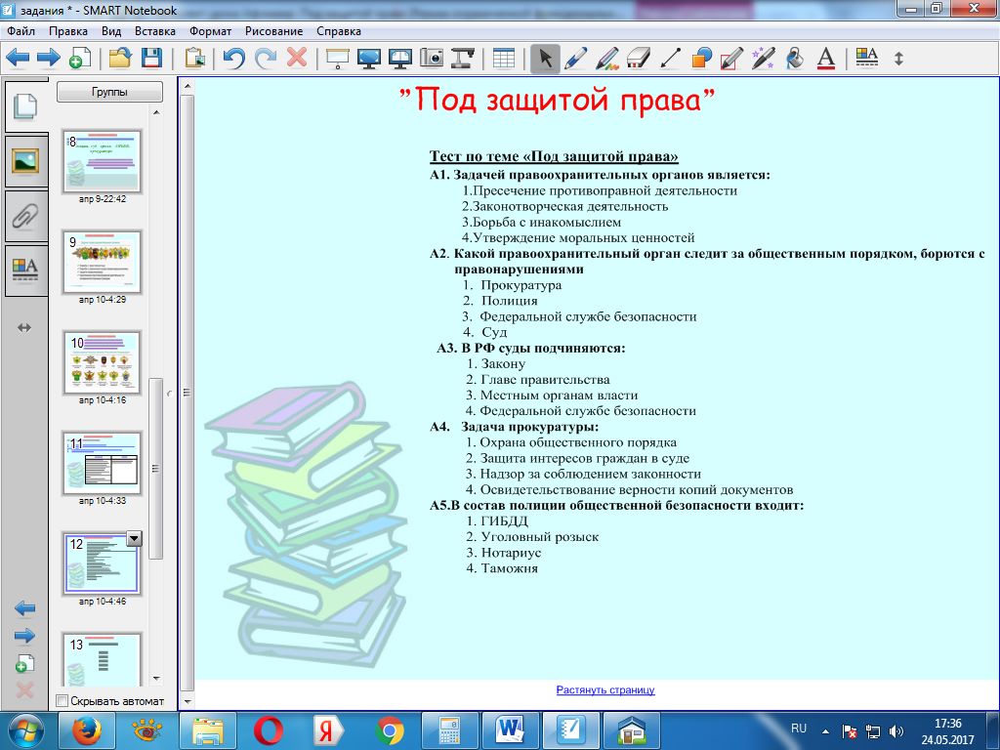 задания * - SMART Notebook
Файл Правка Вид Вставка Формат Рисование Справка
Группы
8
апр 9-22:42
9
апр 10-4:29
10
апр 10-4:16
11
апр 10-4:33
12
апр 10-4:46
13
Скрывать автомат
"Под защитой права"
Тест по теме «Под защитой права»
А1. Задачей правоохранительных органов является:
1.Пресечение противоправной деятельности
2.Законотворческая деятельность
3.Борьба с инакомыслием
4.Утверждение моральных ценностей
А2. Какой правоохранительный орган следит за общественным порядком, борются с
правонарушениями
1. Прокуратура
2. Полиция
3. Федеральной службе безопасности
4. Суд
А3. В РФ суды подчиняются:
1. Закону
2. Главе правительства
3. Местным органам власти
4. Федеральной службе безопасности
А4. Задача прокуратуры:
1. Охрана общественного порядка
2. Защита интересов граждан в суде
3. Надзор за соблюдением законности
4. Освидетельствование верности копий документов
А5.В состав полиции общественной безопасности входит:
1. ГИБДД
2. Уголовный розыск
3. Нотариус
4. Таможня
Растянуть страницу
RU
17:36
24.05.2017